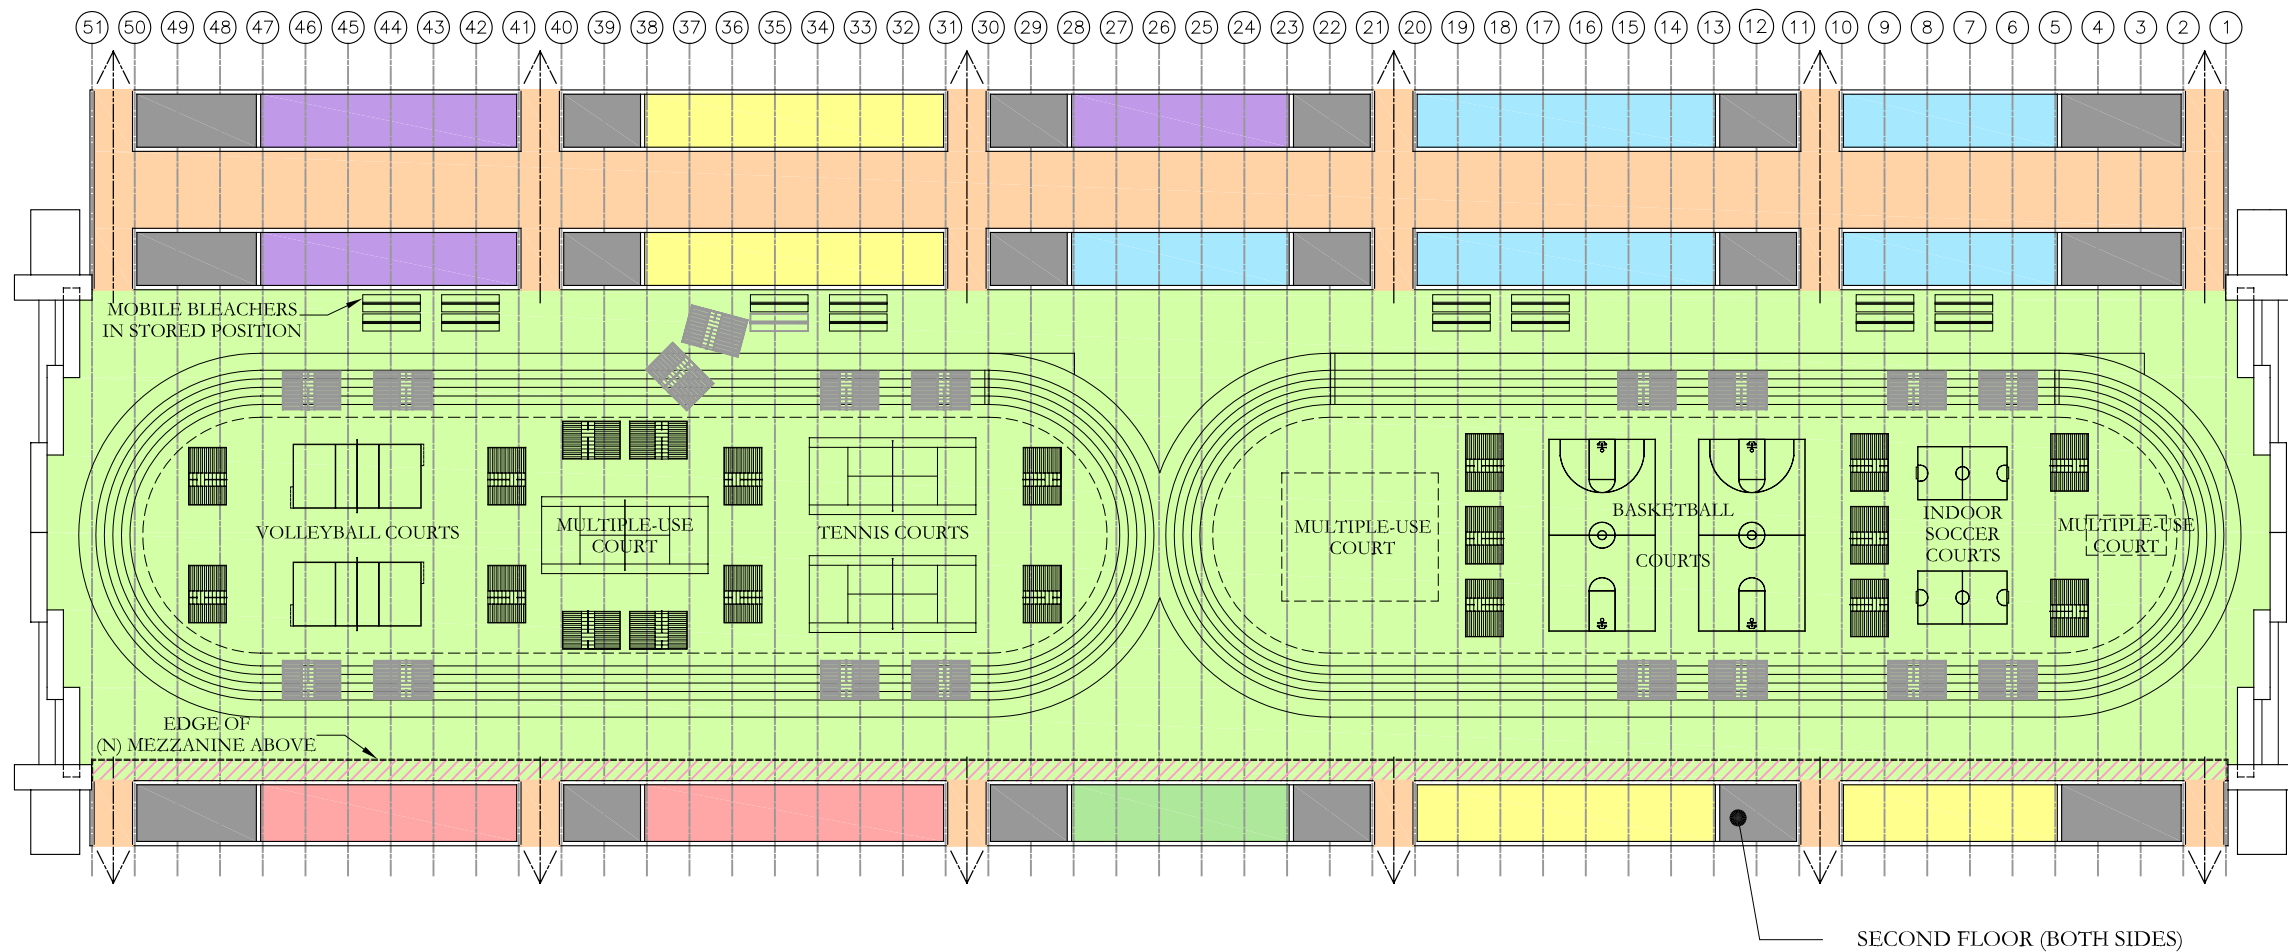 51 50 49 48 47 46 45 44 43 42 41 40 39 38 37 36 35 34 33 32 31 30 29 28 27 26 25 24 23 22 21 20 19 18 17 16 15 14 13 12 11 10 9 8 7 6 5 4 3 2 1
MOBILE BLEACHERS
IN STORED POSITION
VOLLEYBALL COURTS
MULTIPLE-USE
COURT
TENNIS COURTS
MULTIPLE-USE
COURT
BASKETBALL
COURTS
INDOOR
SOCCER
COURTS
MULTIPLE-USE
COURT
EDGE OF
(N) MEZZANINE ABOVE
SECOND FLOOR (BOTH SIDES)